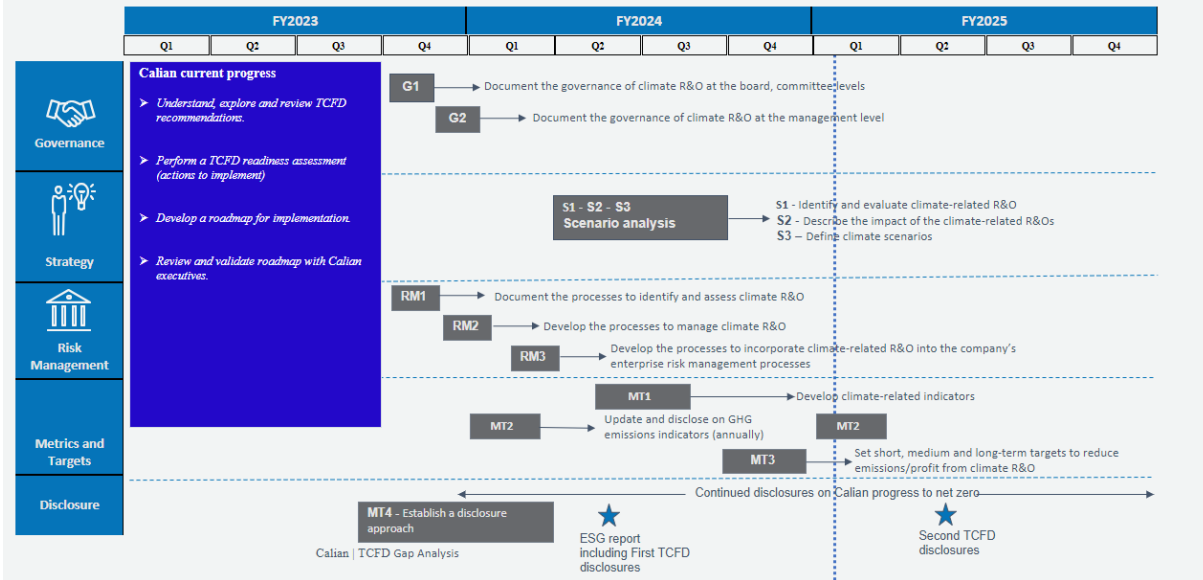 FY2023 FY2024 FY2025
Q1 Q2 Q3 Q4 Q1 Q2 Q3 Q4 Q1 Q2 Q3 Q4
Governance
Calian current progress
➢ Understand, explore and review TCFD
recommendations.
➢ Perform a TCFD readiness assessment
(actions to implement)
➢ Develop a roadmap for implementation.
➢ Review and validate roadmap with Calian
executives.
G1 Document the governance of climate R&O at the board, committee levels
G2 Document the governance of climate R&O at the management level
Strategy
S1 - S2 - S3
Scenario analysis
S1 - Identify and evaluate climate-related R&O
S2 - Describe the impact of the climate-related R&Os
S3 – Define climate scenarios
Risk
Management
RM1 Document the processes to identify and assess climate R&O
RM2 Develop the processes to manage climate R&O
RM3 Develop the processes to incorporate climate-related R&O into the company's
enterprise risk management processes
Metrics and
Targets
MT1 Develop climate-related indicators
MT2 Update and disclose on GHG
emissions indicators (annually)
MT2
MT3 Set short, medium and long-term targets to reduce
emissions/profit from climate R&O
Disclosure
Continued disclosures on Calian progress to net zero
MT4 - Establish a disclosure
approach
Calian | TCFD Gap Analysis
ESG report
including First TCFD
disclosures
Second TCFD
disclosures